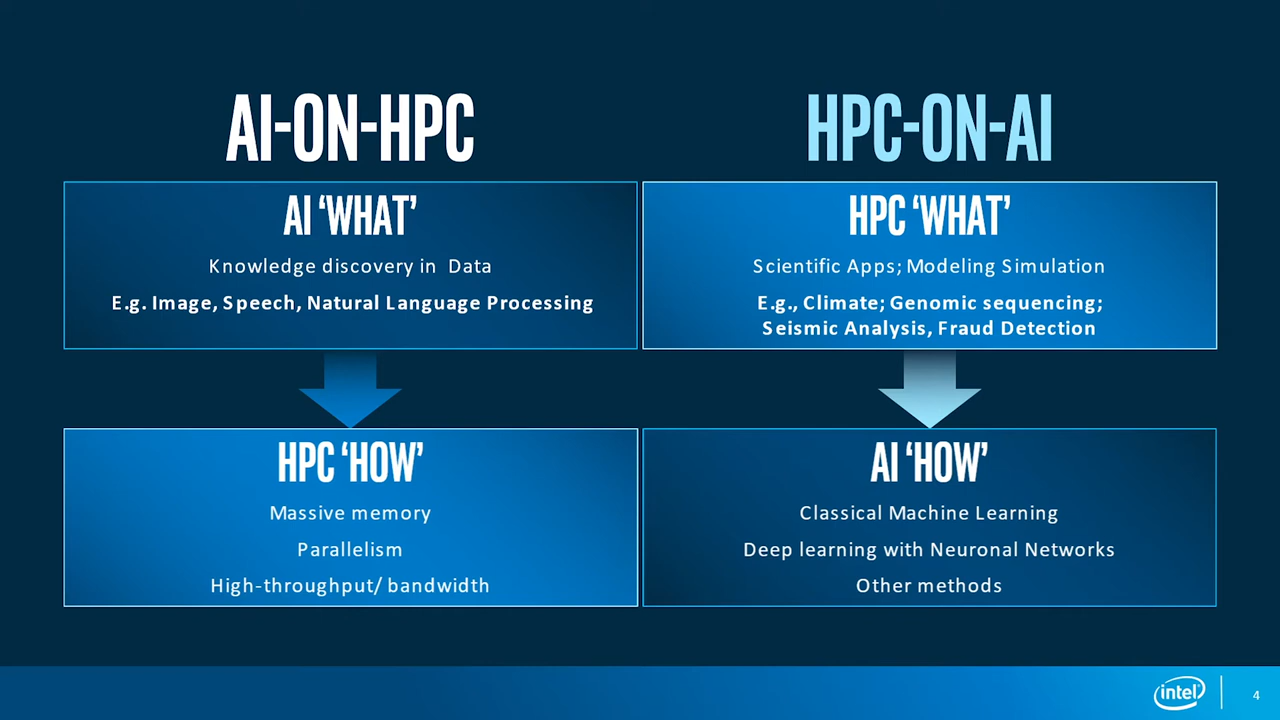 AI-ON-HPC
AI ‘WHAT’
Knowledge discovery in Data
E.g. Image, Speech, Natural Language Processing
HPC ‘HOW’
Massive memory
Parallelism
High-throughput/ bandwidth
HPC-ON-AI
HPC ‘WHAT’
Scientific Apps; Modeling Simulation
E.g., Climate; Genomic sequencing;
Seismic Analysis, Fraud Detection
AI ‘HOW’
Classical Machine Learning
Deep learning with Neuronal Networks
Other methods
intel
4